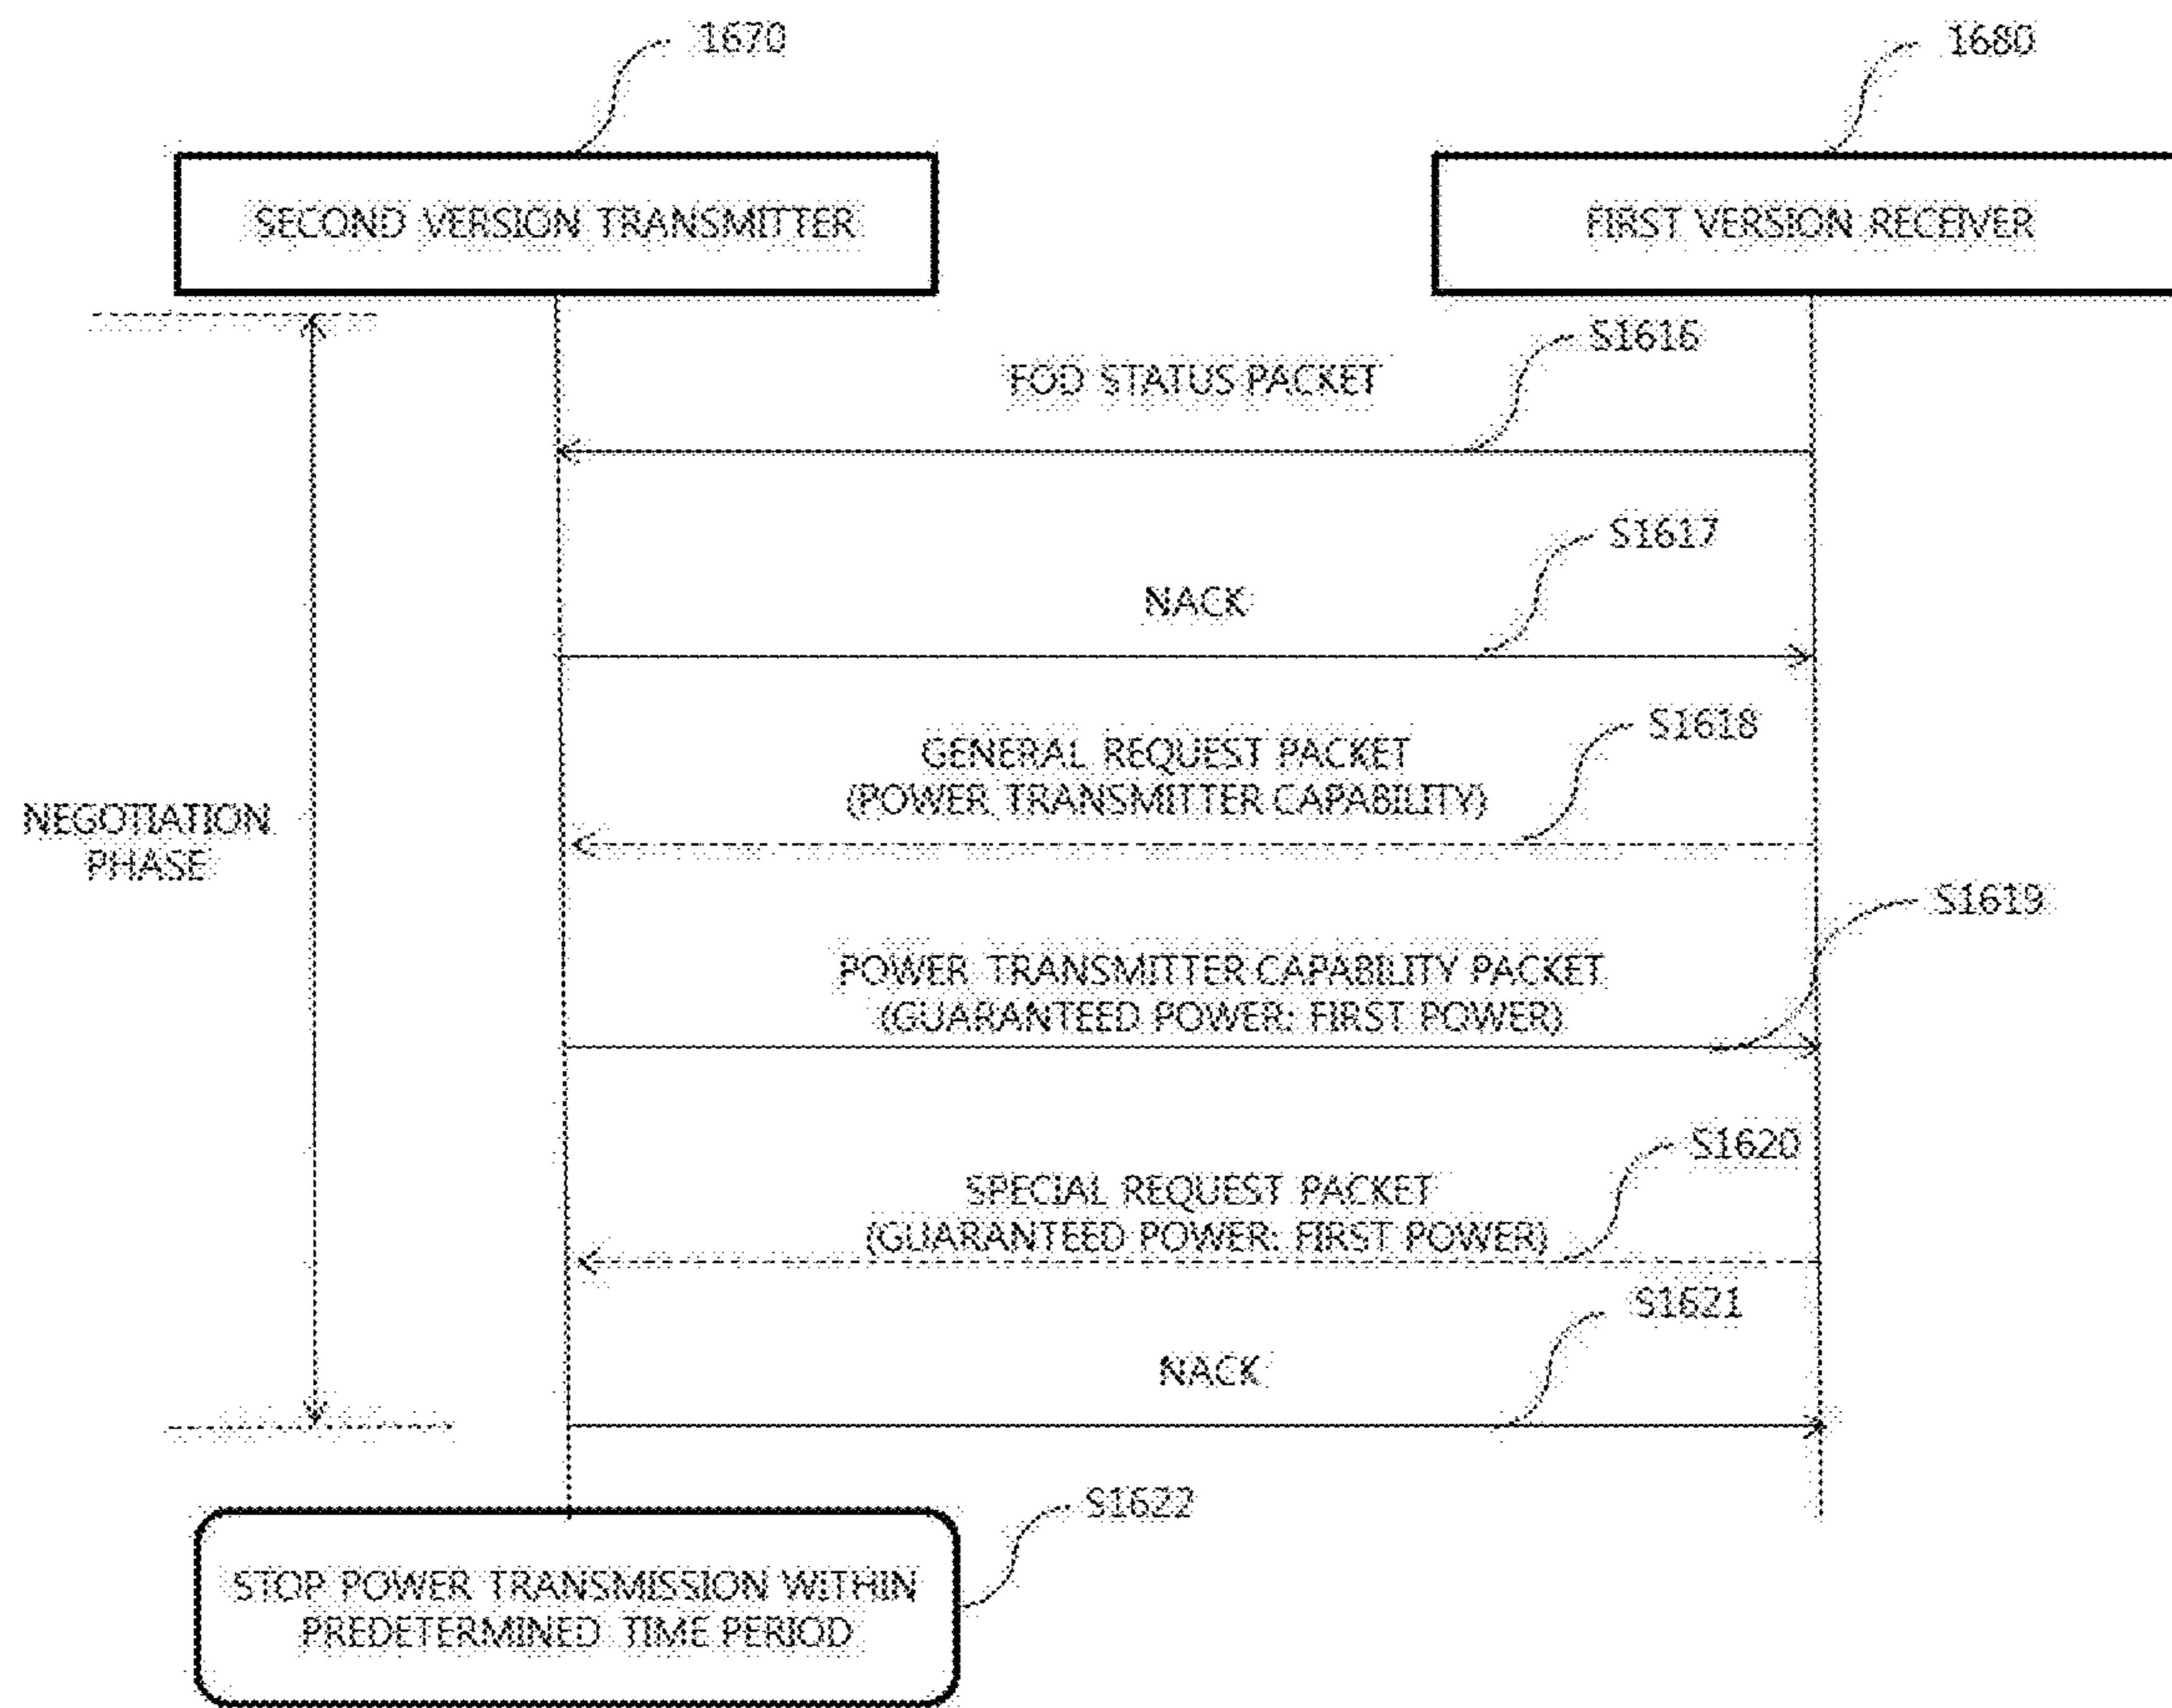 1670
1680
SECOND VERSION TRANSMITTER
FIRST VERSION RECEIVER
S1616
FOD STATUS PACKET
S1617
NACK
S1618
GENERAL REQUEST PACKET
(POWER TRANSMITTER CAPABILITY)
NEGOTIATION
PHASE
S1619
POWER TRANSMITTER CAPABILITY PACKET
(GUARANTEED POWER: FIRST POWER)
S1620
SPECIAL REQUEST PACKET
(GUARANTEED POWER: FIRST POWER)
S1621
NACK
S1622
STOP POWER TRANSMISSION WITHIN
PREDETERMINED TIME PERIOD